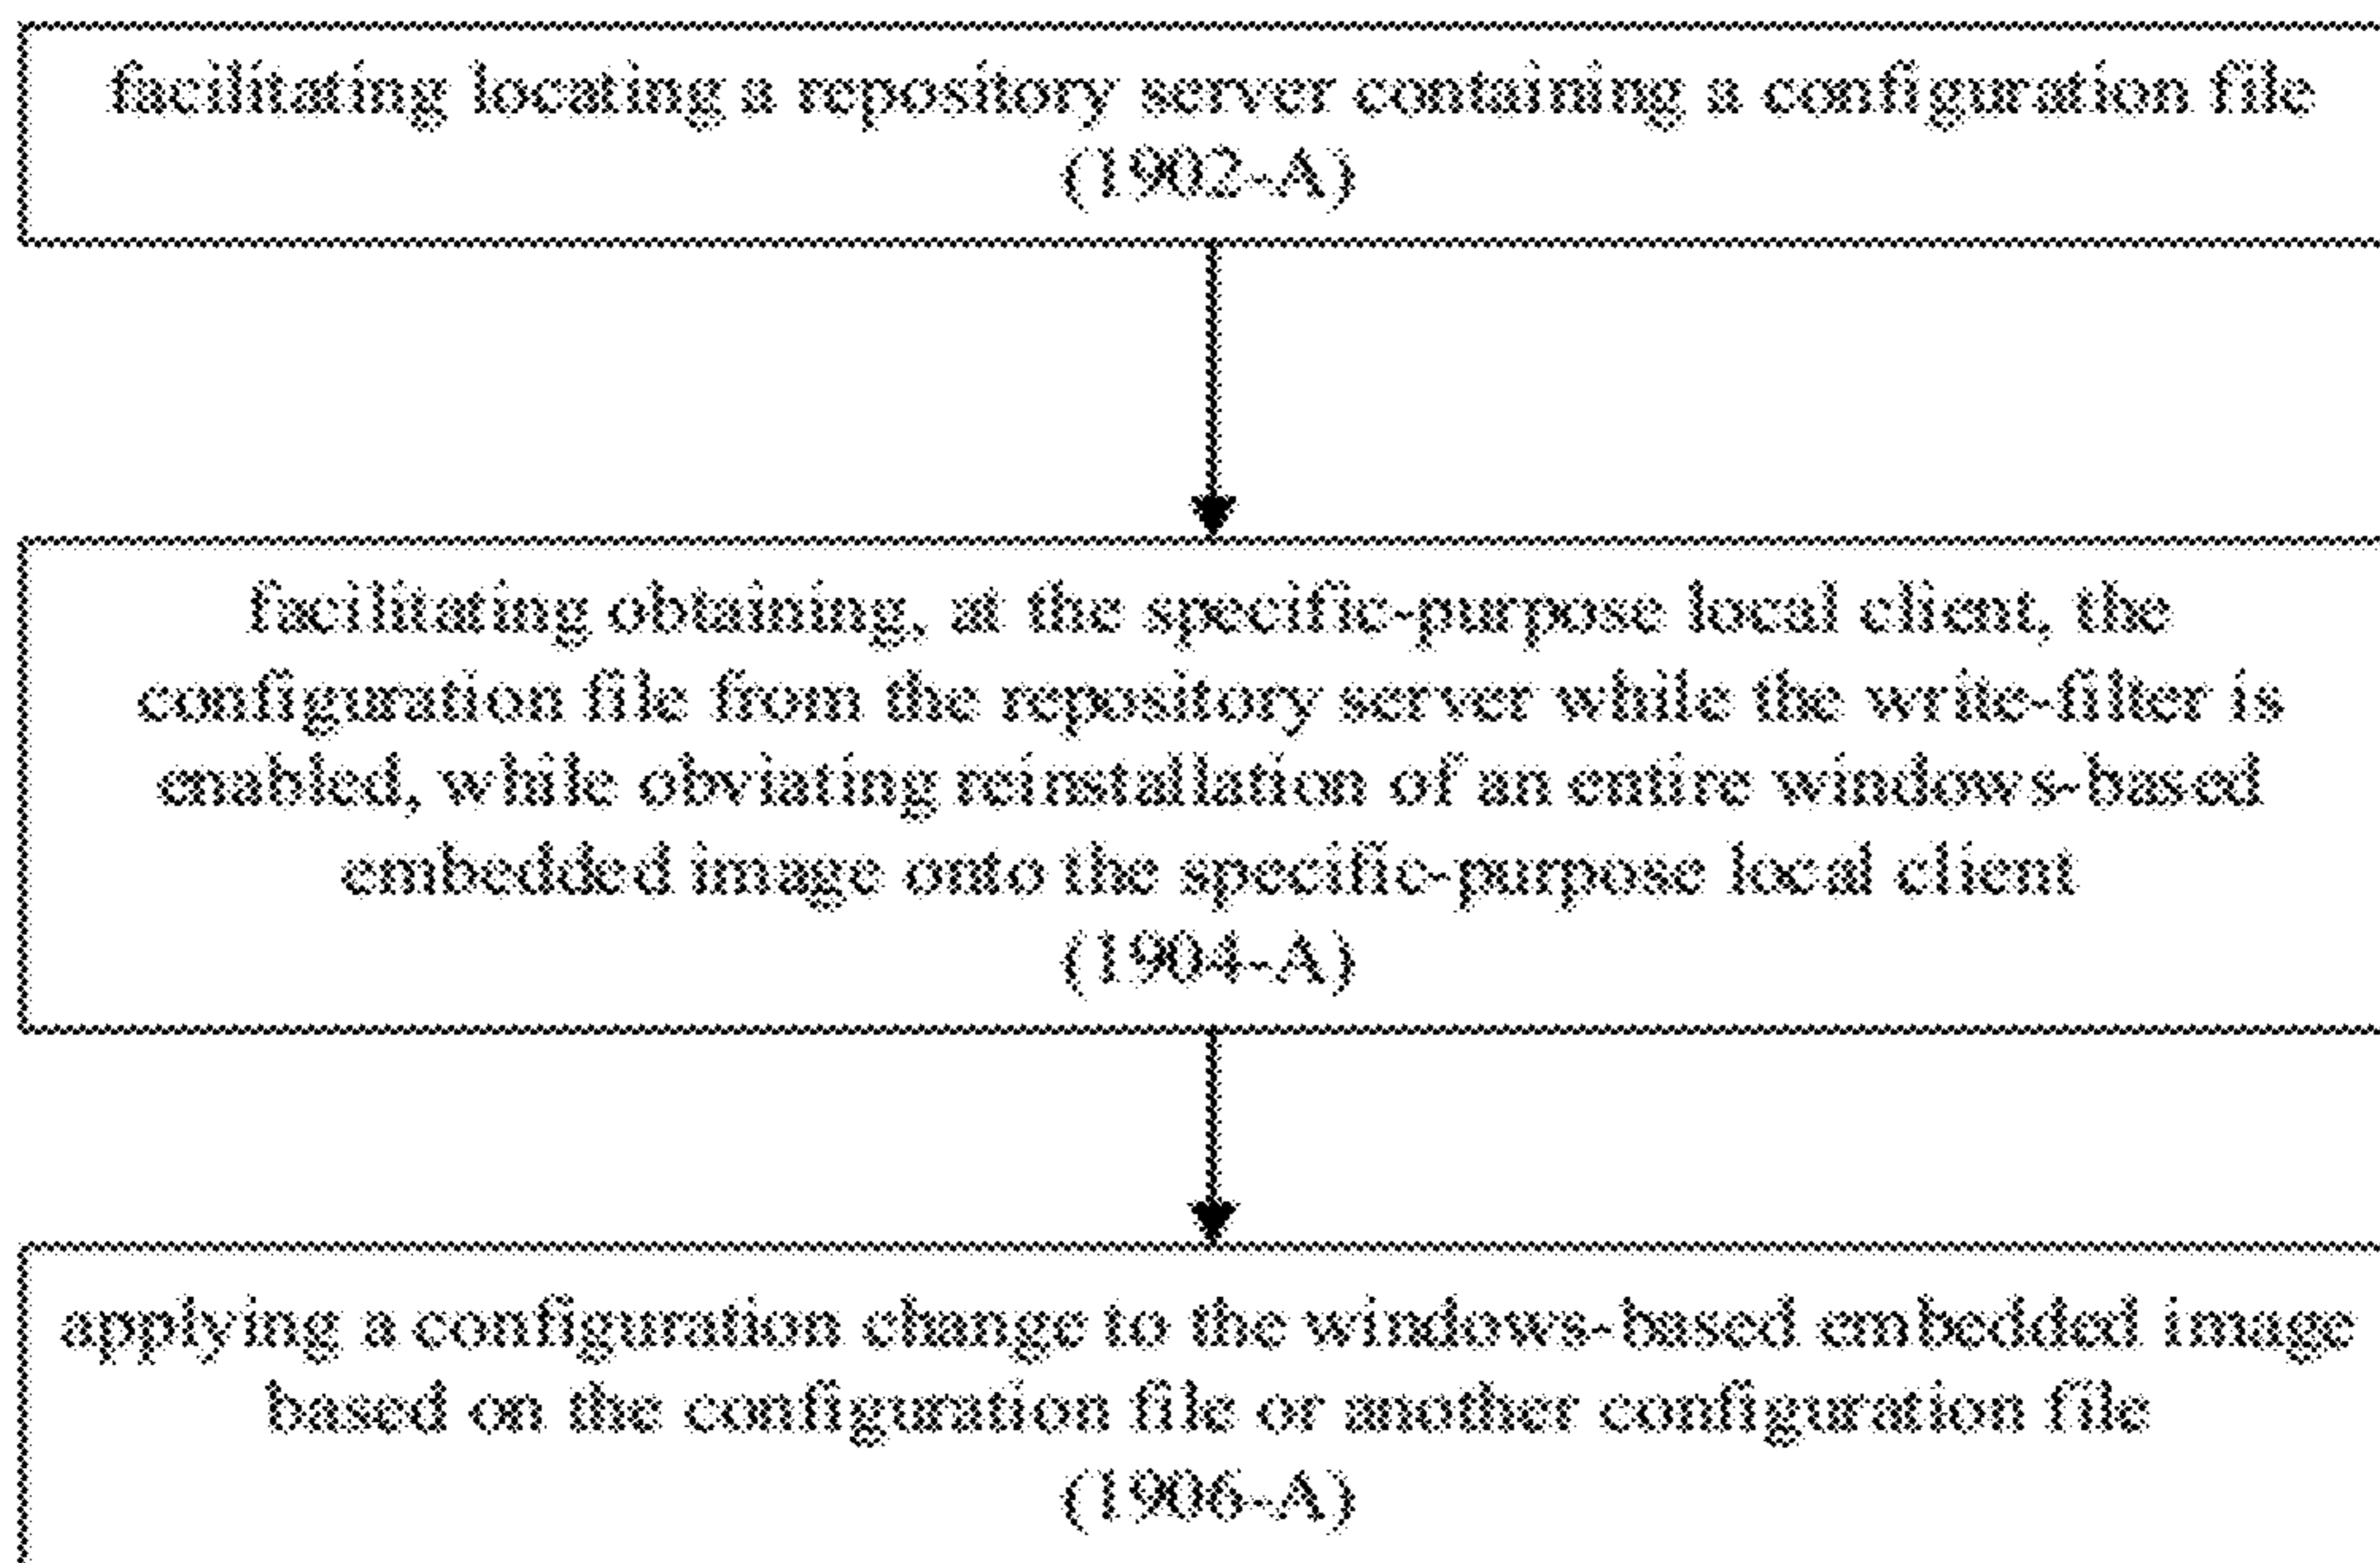 facilitating locating a repository server containing a configuration file
(1902-A)
facilitating obtaining, at the specific-purpose local client, the
configuration file from the repository server while the write-filter is
enabled, while obviating reinstallation of an entire windows-based
embedded image onto the specific-purpose local client
(1904-A)
applying a configuration change to the windows-based embedded image
based on the configuration file or another configuration file
(1906-A)